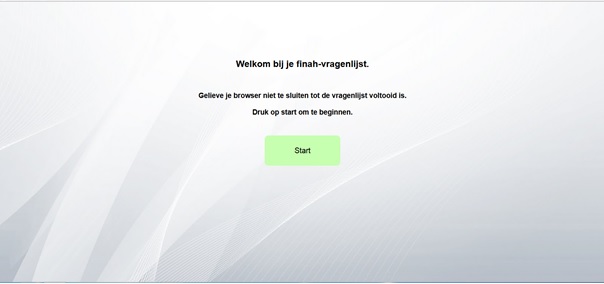 Welkom bij je finah-vragenlijst.
Gelieve je browser niet te sluiten tot de vragenlijst voltooid is.
Druk op start om te beginnen.
Start